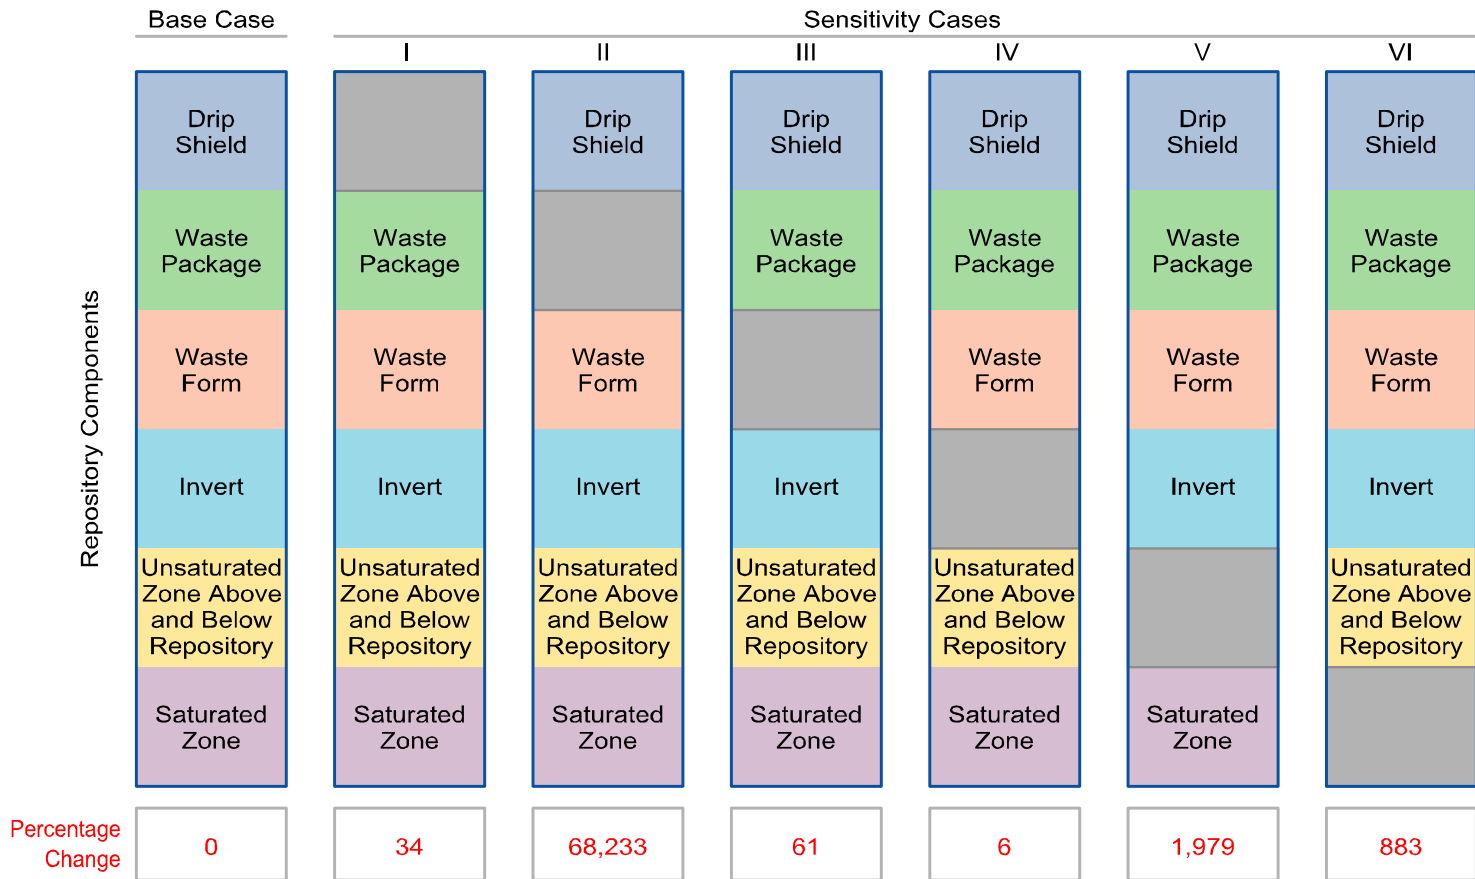 Base Case
Sensitivity Cases
I
II
III
IV
V
VI
Repository Components
Drip
Shield
Waste
Package
Waste
Form
Invert
Unsaturated
Zone Above
and Below
Repository
Saturated
Zone
Waste
Package
Waste
Form
Invert
Unsaturated
Zone Above
and Below
Repository
Saturated
Zone
Drip
Shield
Waste
Form
Invert
Unsaturated
Zone Above
and Below
Repository
Saturated
Zone
Drip
Shield
Waste
Package
Invert
Unsaturated
Zone Above
and Below
Repository
Saturated
Zone
Drip
Shield
Waste
Package
Waste
Form
Unsaturated
Zone Above
and Below
Repository
Saturated
Zone
Drip
Shield
Waste
Package
Waste
Form
Invert
Saturated
Zone
Drip
Shield
Waste
Package
Waste
Form
Invert
Unsaturated
Zone Above
and Below
Repository
Percentage
Change
0
34
68,233
61
6
1,979
883